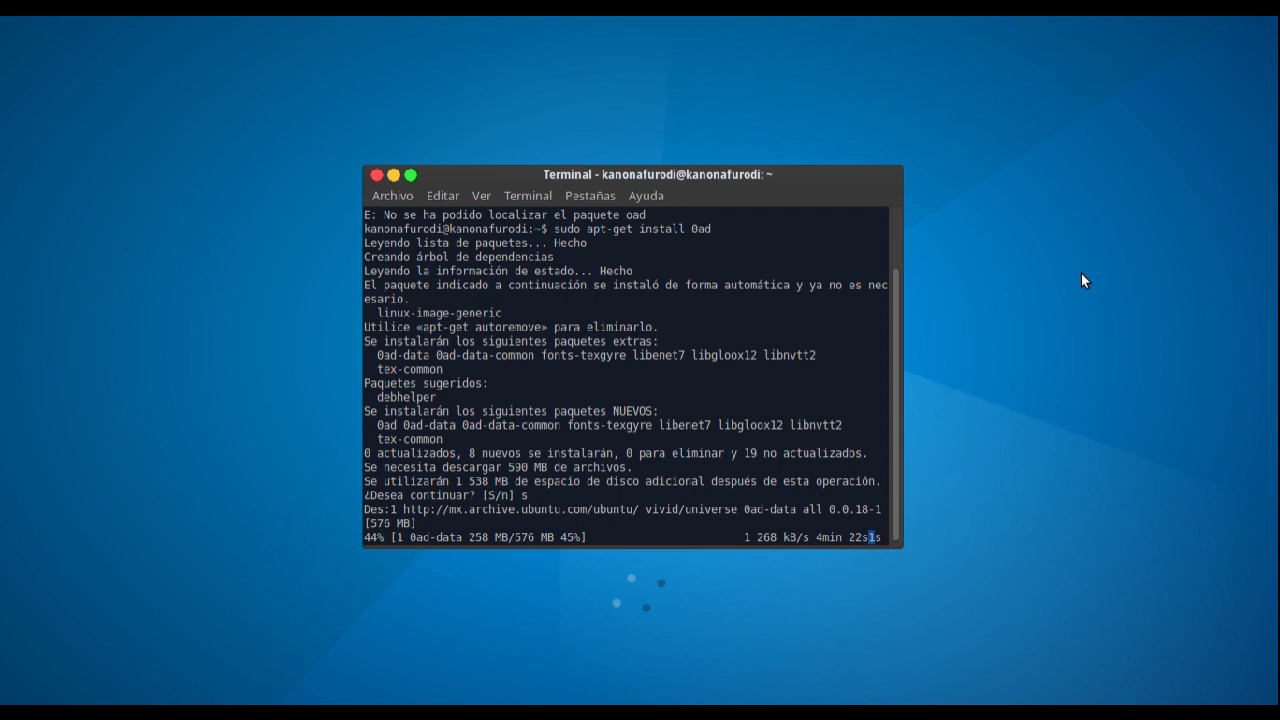 Terminal - kanonafurodi@kanonafurodi: ~
Archivo Editar Ver Terminal Pestañas Ayuda
E: No se ha podido localizar el paquete oad
kanonafurodi@kanonafurodi:~$ sudo apt-get install 0ad
Leyendo lista de paquetes... Hecho
Creando árbol de dependencias
Leyendo la información de estado... Hecho
El paquete indicado a continuación se instaló de forma automática y ya no es nec
esario.
linux-image-generic
Utilice «apt-get autoremove» para eliminarlo.
Se instalarán los siguientes paquetes extras:
0ad-data 0ad-data-common fonts-texgyre libenet7 libgloox12 libnvtt2
tex-common
Paquetes sugeridos:
debhelper
Se instalarán los siguientes paquetes NUEVOS:
0ad 0ad-data 0ad-data-common fonts-texgyre libenet7 libgloox12 libnvtt2
tex-common
0 actualizados, 8 nuevos se instalarán, 0 para eliminar y 19 no actualizados.
Se necesita descargar 590 MB de archivos.
Se utilizarán 1 538 MB de espacio de disco adicional después de esta operación.
¿Desea continuar? [S/n] s
Des:1 http://mx.archive.ubuntu.com/ubuntu/ vivid/universe 0ad-data all 0.0.18-1
[576 MB]
44% [1 0ad-data 258 MB/576 MB 45%] 1 268 kB/s 4min 22s1s